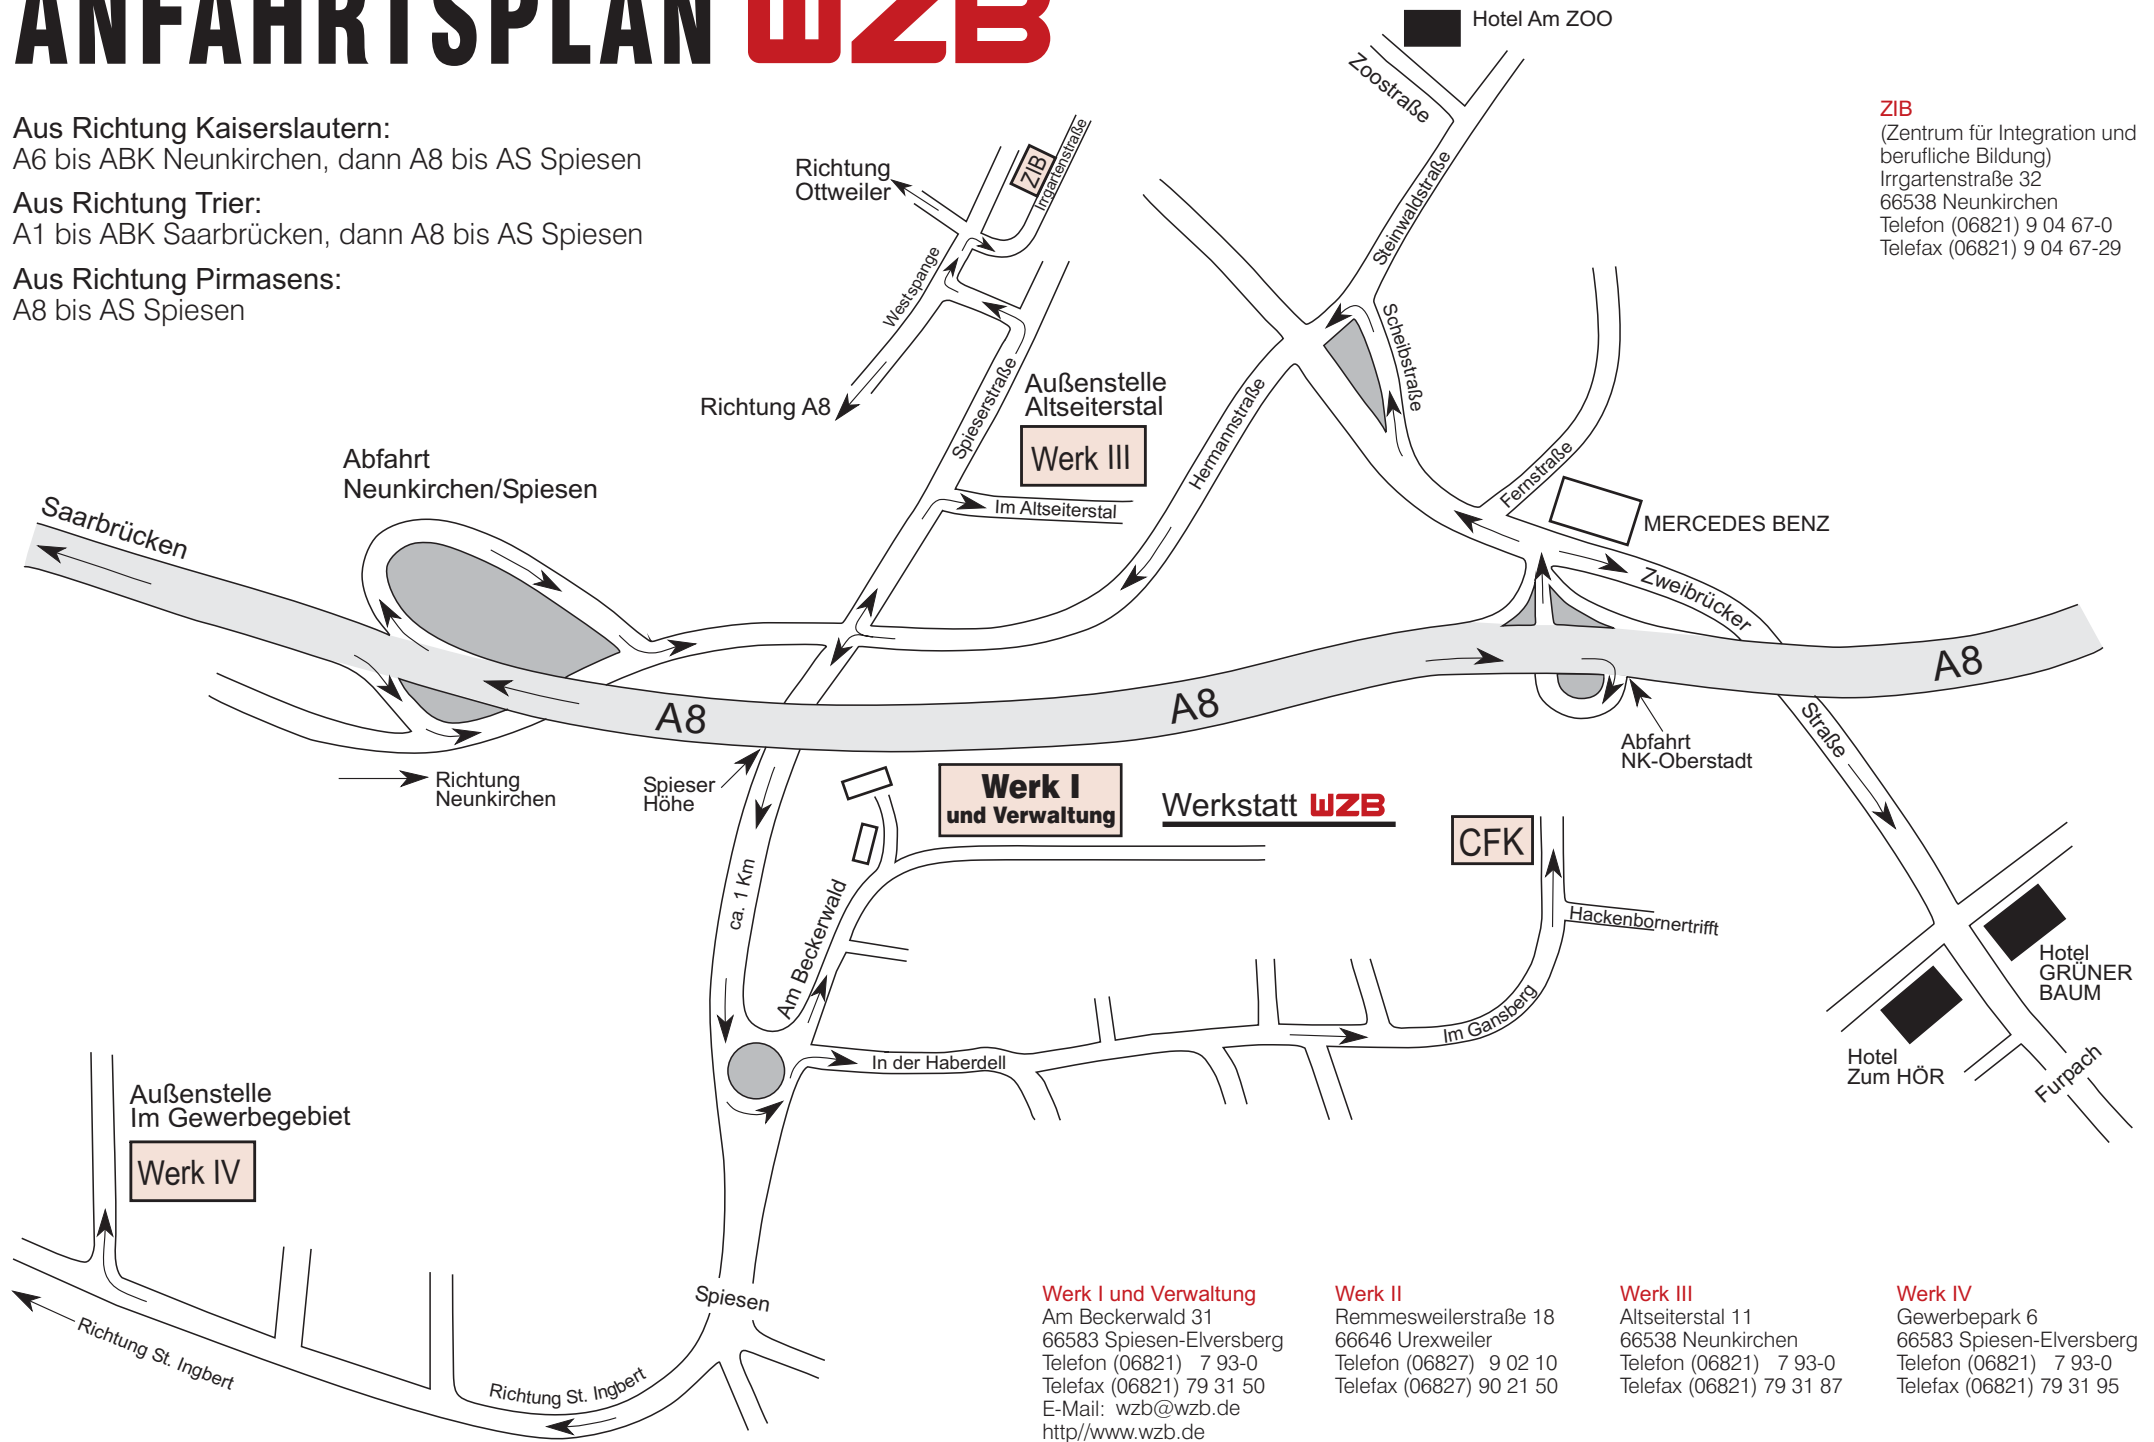 ANFAHRTSPLAN WZB
Aus Richtung Kaiserslautern:
A6 bis ABK Neunkirchen, dann A8 bis AS Spiesen
Aus Richtung Trier:
A1 bis ABK Saarbrücken, dann A8 bis AS Spiesen
Aus Richtung Pirmasens:
A8 bis AS Spiesen
Hotel Am ZOO
Zoostraße
Steinwaldstraße
Scheibstraße
ZIB
(Zentrum für Integration und
berufliche Bildung)
Irrgartenstraße 32
66538 Neunkirchen
Telefon (06821) 9 04 67-0
Telefax (06821) 9 04 67-29
Richtung
Ottweiler
ZIB
Irrgartenstraße
Westspange
Richtung A8
Spieserstraße
Außenstelle
Altseiterstal
Werk III
Im Altseiterstal
Hermannstraße
Fernstraße
MERCEDES BENZ
Zweibrücker
Straße
Abfahrt
Neunkirchen/Spiesen
Saarbrücken
A8
A8
A8
Abfahrt
NK-Oberstadt
Richtung
Neunkirchen
Spieser
Höhe
Werk I
und Verwaltung
Werkstatt WZB
CFK
Hackenbornertrifft
ca. 1 Km
Am Beckerwald
In der Haberdell
Im Gansberg
Hotel
GRÜNER
BAUM
Hotel
Zum HÖR
Furpach
Außenstelle
Im Gewerbegebiet
Werk IV
Spiesen
Richtung St. Ingbert
Richtung St. Ingbert
Werk I und Verwaltung
Am Beckerwald 31
66583 Spiesen-Elversberg
Telefon (06821) 7 93-0
Telefax (06821) 79 31 50
E-Mail: wzb@wzb.de
http//www.wzb.de
Werk II
Remmesweilerstraße 18
66646 Urexweiler
Telefon (06827) 9 02 10
Telefax (06827) 90 21 50
Werk III
Altseiterstal 11
66538 Neunkirchen
Telefon (06821) 7 93-0
Telefax (06821) 79 31 87
Werk IV
Gewerbepark 6
66583 Spiesen-Elversberg
Telefon (06821) 7 93-0
Telefax (06821) 79 31 95